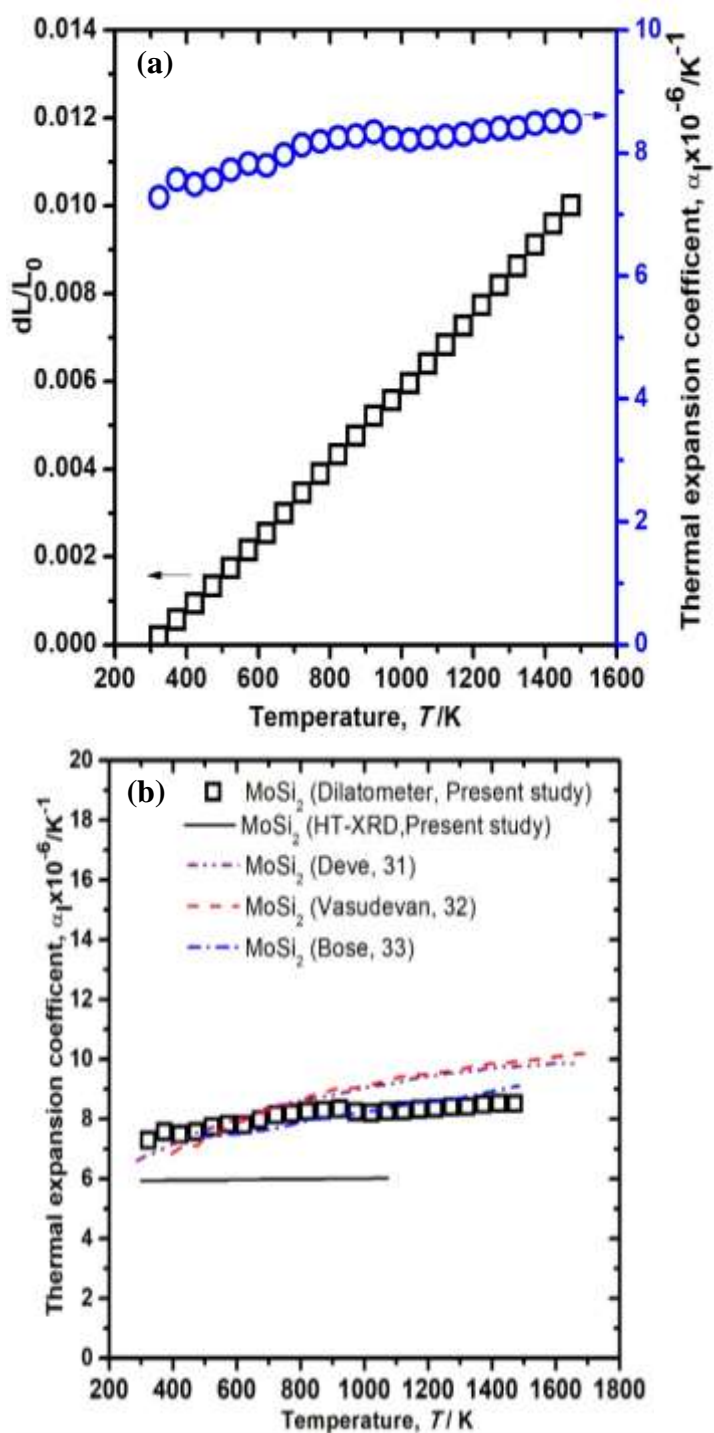 (a)
0.014
0.012
0.010
0.008
0.006
0.004
0.002
0.000
dL/L₀
200 400 600 800 1000 1200 1400 1600
Temperature, T/K
10
8
6
4
2
0
Thermal expansion coefficent, αₗx10⁻⁶/K⁻¹
(b)
MoSi₂ (Dilatometer, Present study)
MoSi₂ (HT-XRD,Present study)
MoSi₂ (Deve, 31)
MoSi₂ (Vasudevan, 32)
MoSi₂ (Bose, 33)
20
18
16
14
12
10
8
6
4
2
0
Thermal expansion coefficent, αₗx10⁻⁶/K⁻¹
200 400 600 800 1000 1200 1400 1600 1800
Temperature, T/ K